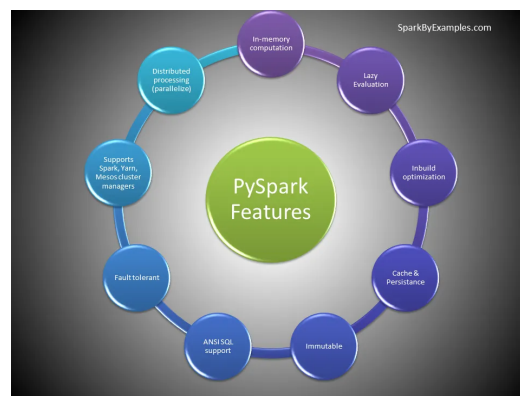 SparkByExamples.com
In-memory
computation
Lazy
Evaluation
Inbuild
optimization
Cache &
Persistance
Immutable
ANSI SQL
support
Fault tolerant
Supports
Spark, Yarn,
Mesos cluster
managers
Distributed
processing
(parallelize)
PySpark
Features